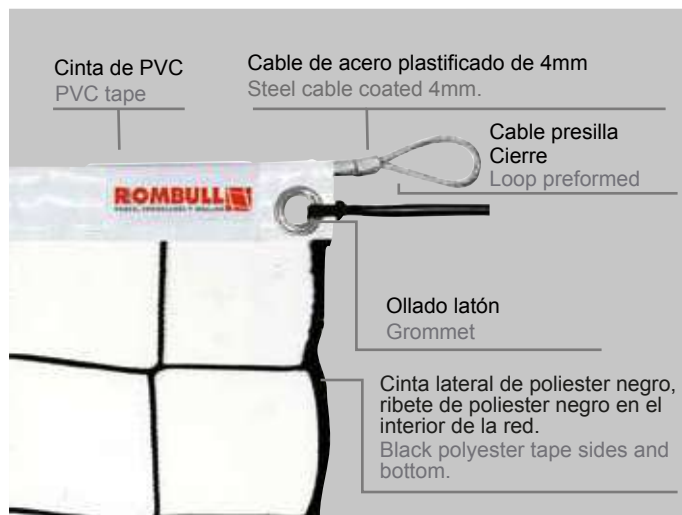 Cinta de PVC
PVC tape
Cable de acero plastificado de 4mm
Steel cable coated 4mm.
Cable presilla
Cierre
Loop preformed
ROMBULL
Ollado latón
Grommet
Cinta lateral de poliester negro,
ribete de poliester negro en el
interior de la red.
Black polyester tape sides and
bottom.